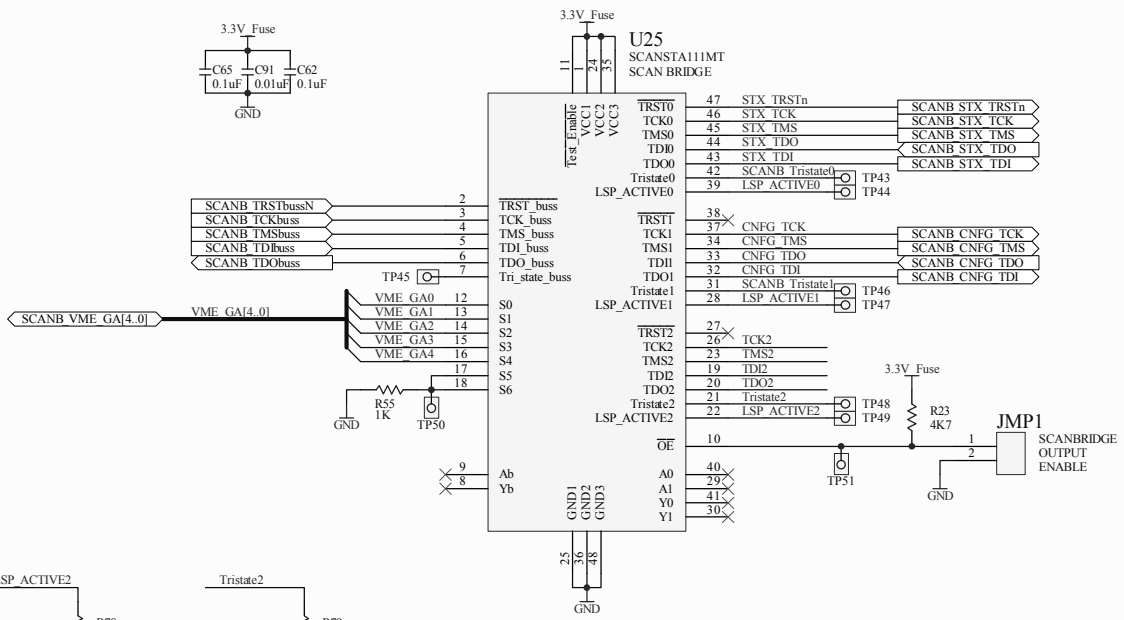 3.3V_Fuse
C65
0.1uF
C91
0.01uF
C62
0.1uF
GND
3.3V_Fuse
U25
SCANSTA111MT
SCAN BRIDGE
11
1
24
35
Test_Enable
VCC1
VCC2
VCC3
SCANB_TRSTbussN 2 TRST_buss
SCANB_TCKbuss 3 TCK_buss
SCANB_TMSbuss 4 TMS_buss
SCANB_TDIbuss 5 TDI_buss
SCANB_TDObuss 6 TDO_buss
TP45 7 Tri_state_buss
SCANB_VME_GA[4..0] VME_GA[4..0]
VME_GA0 12 S0
VME_GA1 13 S1
VME_GA2 14 S2
VME_GA3 15 S3
VME_GA4 16 S4
17 S5
18 S6
GND
R55
1K
TP50
9 Ab
8 Yb
TRST0 47 STX_TRSTn SCANB_STX_TRSTn
TCK0 46 STX_TCK SCANB_STX_TCK
TMS0 45 STX_TMS SCANB_STX_TMS
TDI0 44 STX_TDO SCANB_STX_TDO
TDO0 43 STX_TDI SCANB_STX_TDI
Tristate0 42 SCANB_Tristate0 TP43
LSP_ACTIVE0 39 LSP_ACTIVE0 TP44
TRST1 38
TCK1 37 CNFG_TCK SCANB_CNFG_TCK
TMS1 34 CNFG_TMS SCANB_CNFG_TMS
TDI1 33 CNFG_TDO SCANB_CNFG_TDO
TDO1 32 CNFG_TDI SCANB_CNFG_TDI
Tristate1 31 SCANB_Tristate1 TP46
LSP_ACTIVE1 28 LSP_ACTIVE1 TP47
TRST2 27
TCK2 26 TCK2
TMS2 23 TMS2
TDI2 19 TDI2
TDO2 20 TDO2
Tristate2 21 Tristate2 TP48
LSP_ACTIVE2 22 LSP_ACTIVE2 TP49
OE 10
3.3V_Fuse
R23
4K7
TP51
JMP1
1
2
SCANBRIDGE
OUTPUT
ENABLE
GND
A0 40
A1 29
Y0 41
Y1 30
GND1
GND2
GND3
25
36
48
GND
SP_ACTIVE2
Tristate2